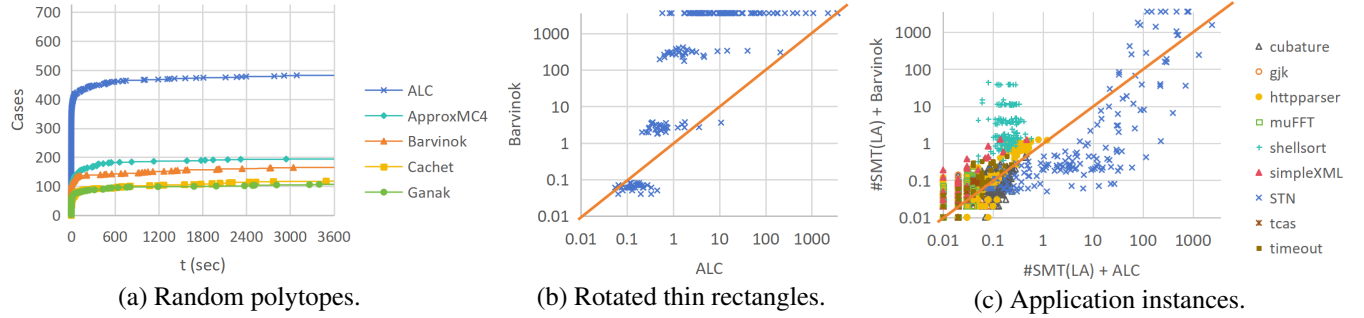 700
600
500
400
300
200
100
0
Cases
0 600 1200 1800 2400 3000 3600
t (sec)
ALC
ApproxMC4
Barvinok
Cachet
Ganak
(a) Random polytopes.
1000
100
10
1
0.1
0.01
Barvinok
0.01 0.1 1 10 100 1000
ALC
(b) Rotated thin rectangles.
1000
100
10
1
0.1
0.01
#SMT(LA) + Barvinok
0.01 0.1 1 10 100 1000
#SMT(LA) + ALC
cubature
gjk
httpparser
muFFT
shellsort
simpleXML
STN
tcas
timeout
(c) Application instances.